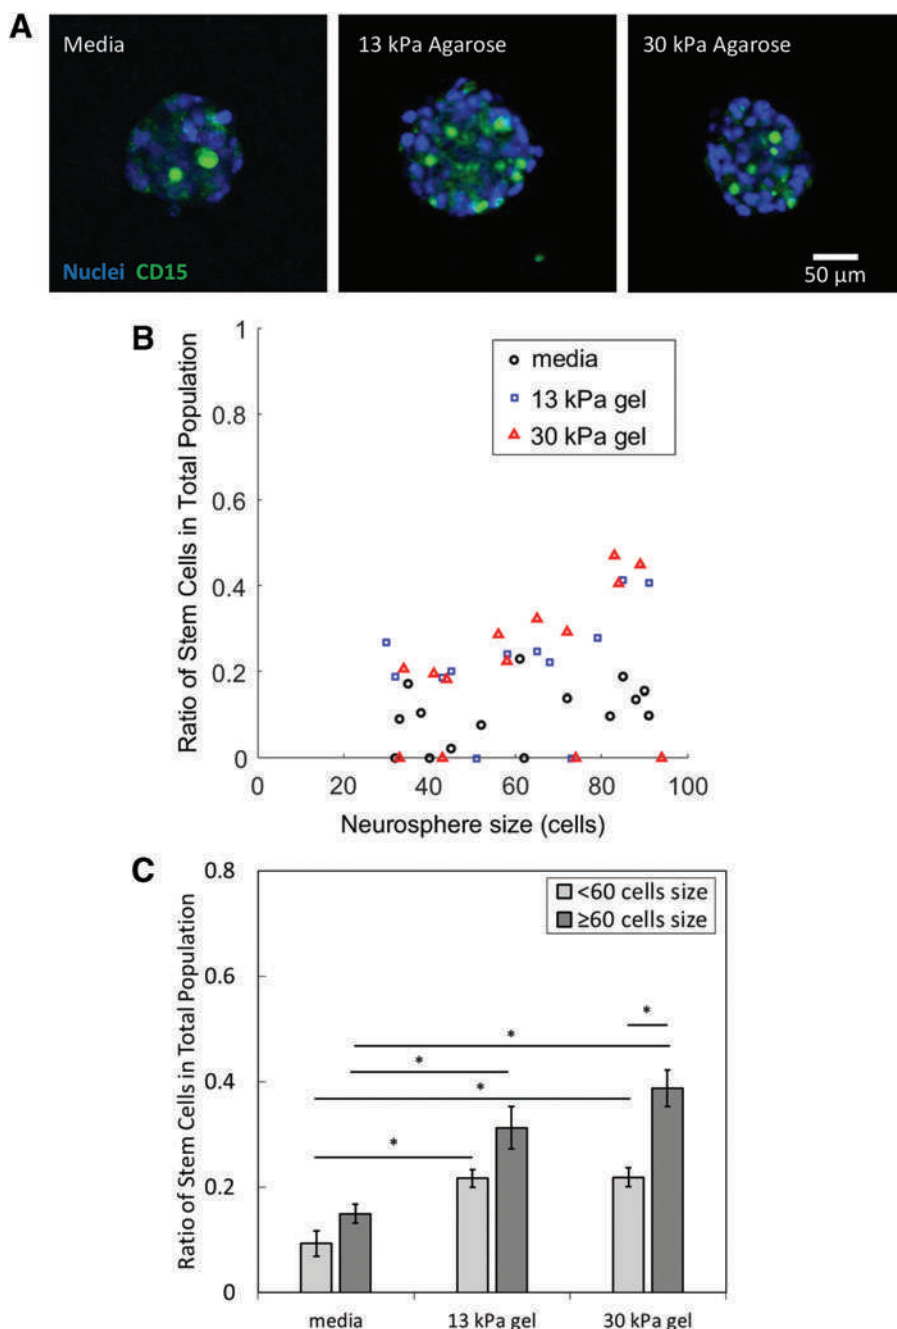 A
Media
13 kPa Agarose
30 kPa Agarose
Nuclei CD15
50 µm
B
Ratio of Stem Cells in Total Population
1
0.8
0.6
0.4
0.2
0
media
13 kPa gel
30 kPa gel
0
20
40
60
80
100
Neurosphere size (cells)
C
Ratio of Stem Cells in Total Population
0.8
0.6
0.4
0.2
0
<60 cells size
≥60 cells size
*
*
*
*
*
media
13 kPa gel
30 kPa gel